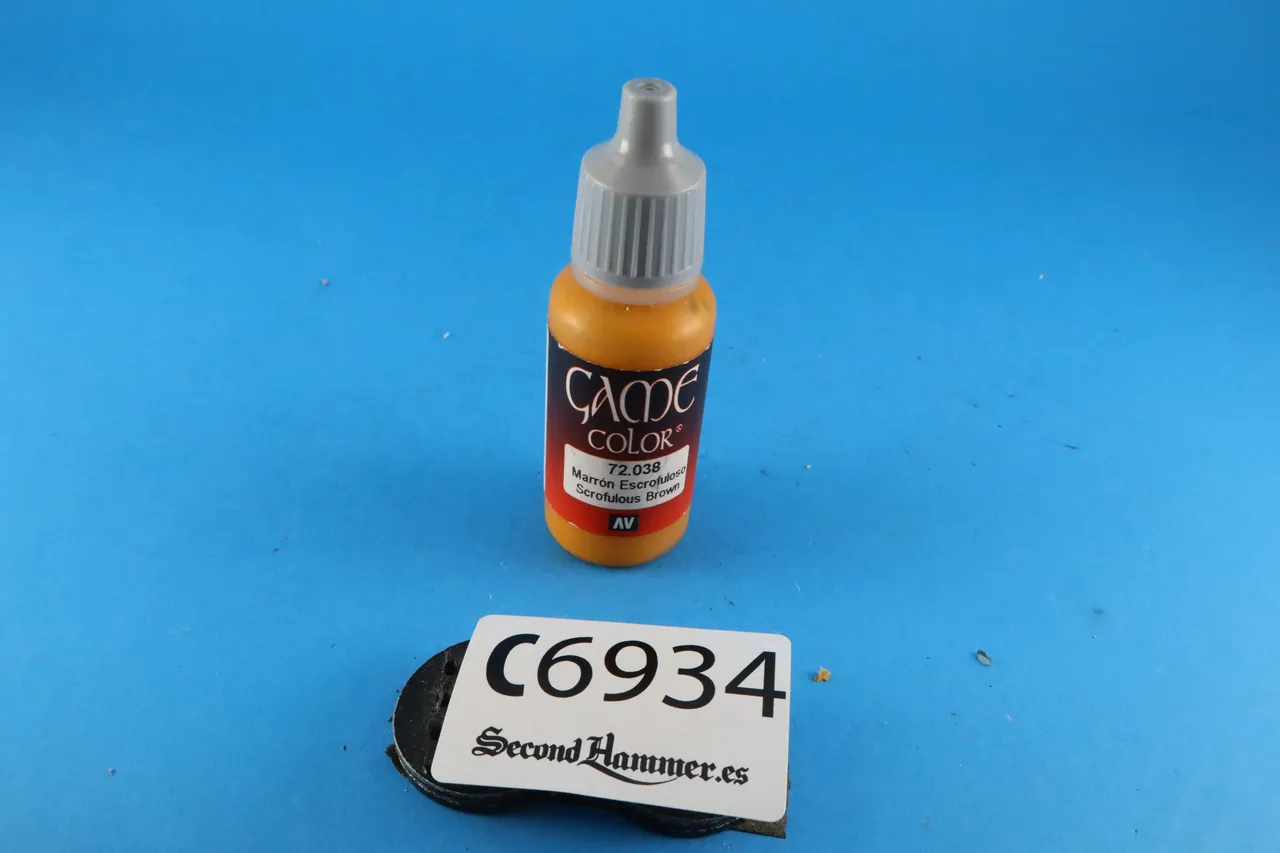 GAME
COLOR®
72.038
Marrón Escrofuloso
Scrofulous Brown
AV
C6934
SecondHammer.es